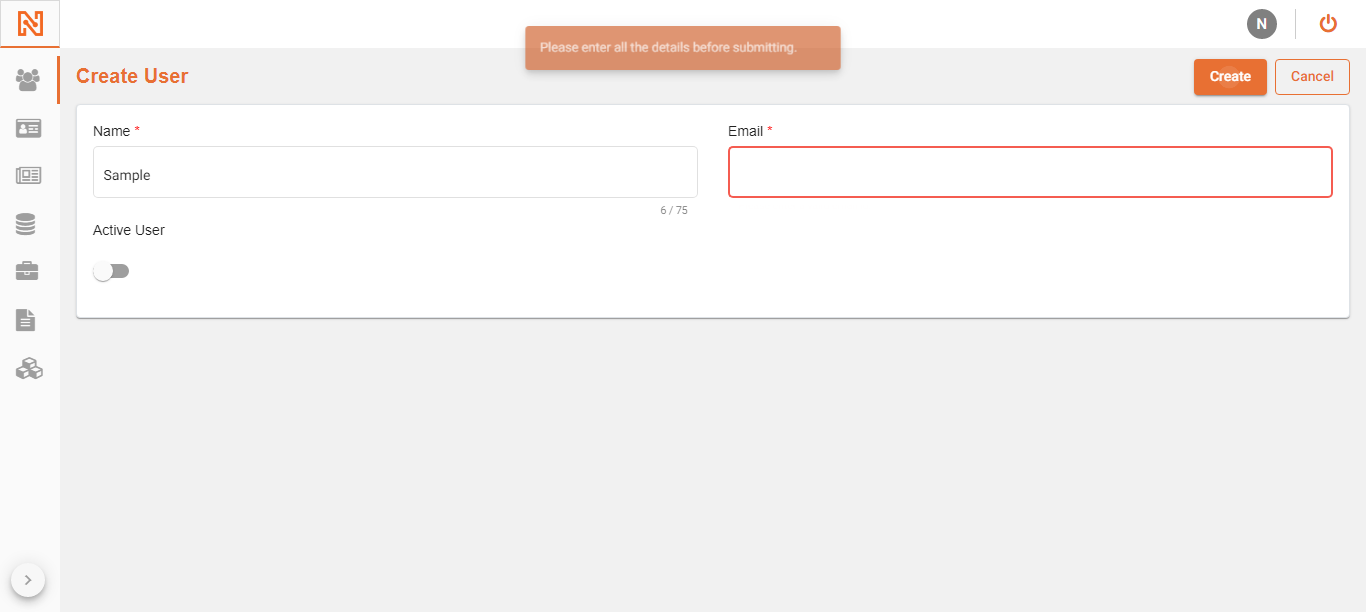 N
Please enter all the details before submitting.
Create User
Create
Cancel
Name *
Email *
Sample
6 / 75
Active User